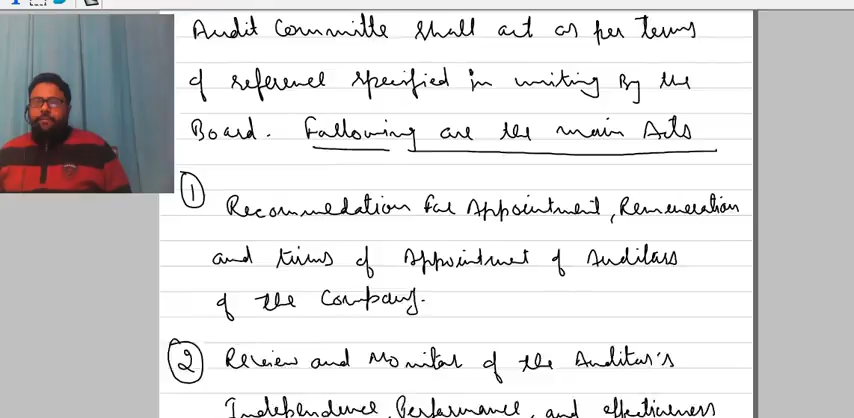 Audit Committe shall act as per terms
of reference specified in writing By the
Board. Following are the main Acts
① Recommedation for Appointment, Remuneration
and terms of Appointment of Auditors
of the Company.
② Review and Monitor of the Auditor's
Independence, Performance, and effectiveness